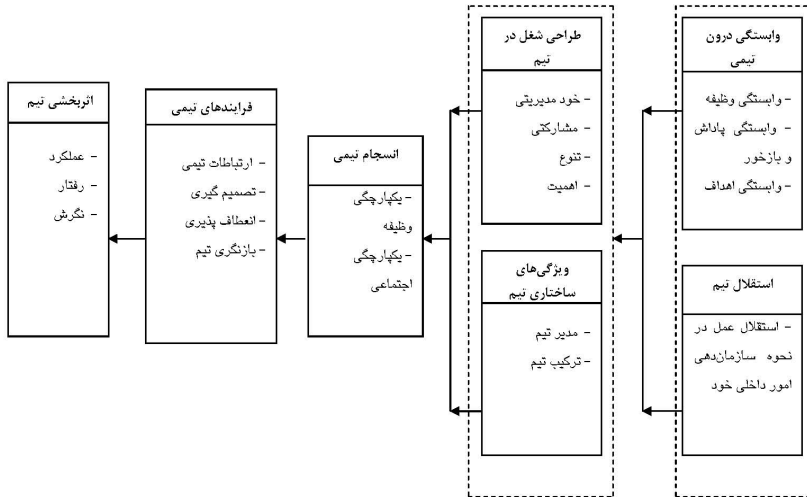 وابستگی درون
تیمی
- وابستگی وظیفه
- وابستگی پاداش
و بازخور
- وابستگی اهداف
استقلال تیم
- استقلال عمل در
نحوه سازمان‌دهی
امور داخلی خود
طراحی شغل در
تیم
- خود مدیریتی
- مشارکتی
- تنوع
- اهمیت
ویژگی‌های
ساختاری تیم
- مدیر تیم
- ترکیب تیم
انسجام تیمی
- یکپارچگی
وظیفه
- یکپارچگی
اجتماعی
فرایندهای تیمی
- ارتباطات تیمی
- تصمیم گیری
- انعطاف پذیری
- بازنگری تیم
اثربخشی تیم
- عملکرد
- رفتار
- نگرش